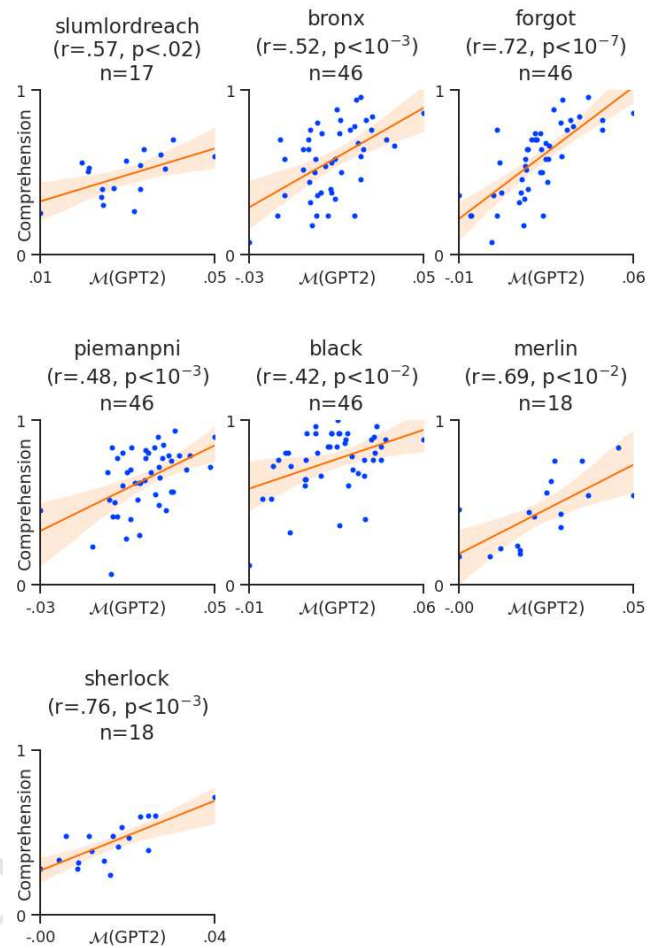 slumlordreach
(r=.57, p<.02)
n=17
bronx
(r=.52, p<10⁻³)
n=46
forgot
(r=.72, p<10⁻⁷)
n=46
1
Comprehension
0
.01
ℳ(GPT2)
.05
1
0
-.03
ℳ(GPT2)
.05
1
0
-.01
ℳ(GPT2)
.06
piemanpni
(r=.48, p<10⁻³)
n=46
black
(r=.42, p<10⁻²)
n=46
merlin
(r=.69, p<10⁻²)
n=18
1
Comprehension
0
-.03
ℳ(GPT2)
.05
1
0
-.01
ℳ(GPT2)
.06
1
0
-.00
ℳ(GPT2)
.05
sherlock
(r=.76, p<10⁻³)
n=18
1
Comprehension
0
-.00
ℳ(GPT2)
.04